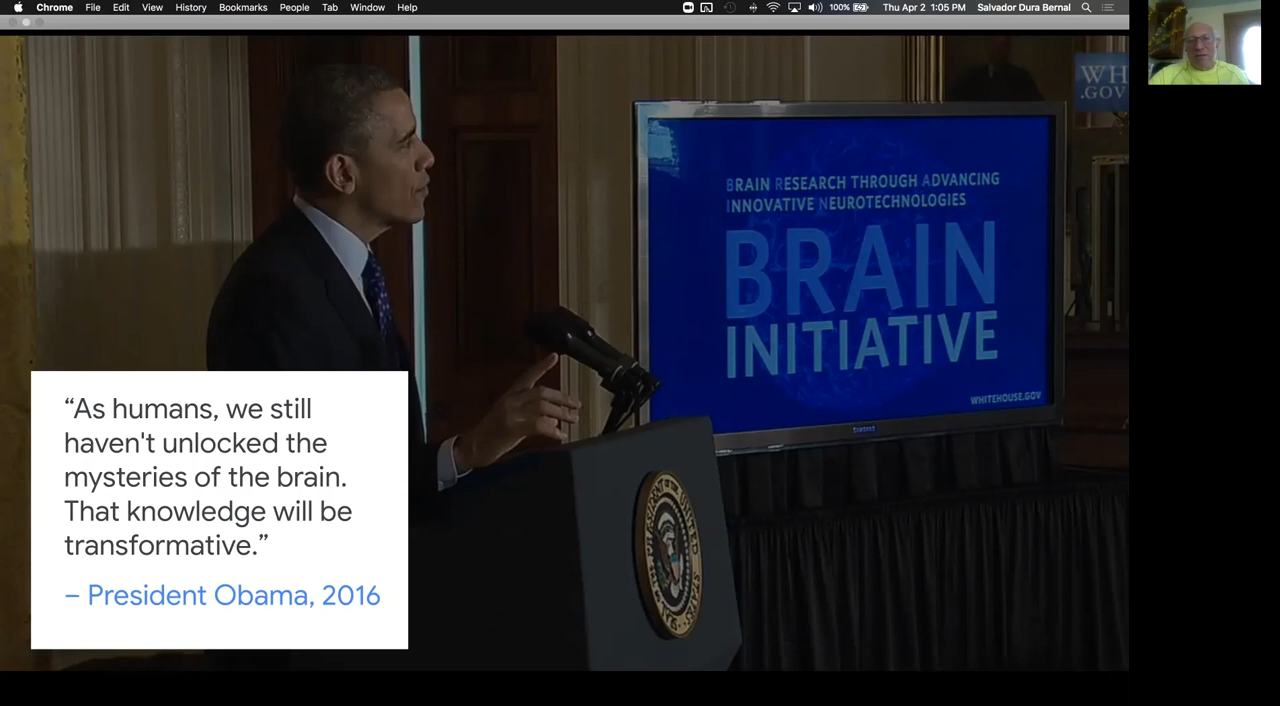 Chrome File Edit View History Bookmarks People Tab Window Help 100% Thu Apr 2 1:05 PM Salvador Dura Bernal
WH
.GOV
BRAIN RESEARCH THROUGH ADVANCING
INNOVATIVE NEUROTECHNOLOGIES
BRAIN
INITIATIVE
WHITEHOUSE.GOV
SAMSUNG
“As humans, we still
haven't unlocked the
mysteries of the brain.
That knowledge will be
transformative.”
– President Obama, 2016